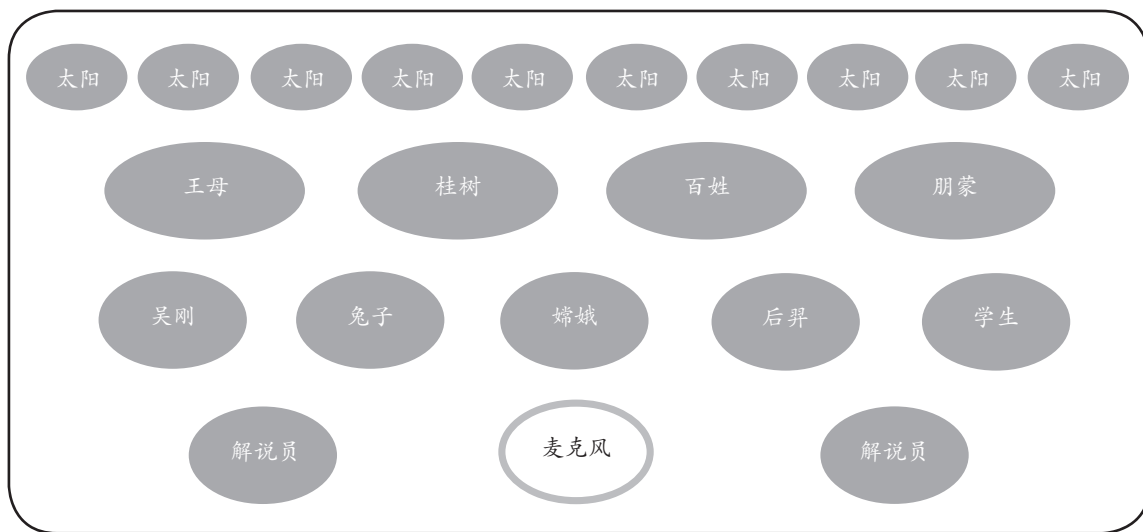 太阳 太阳 太阳 太阳 太阳 太阳 太阳 太阳 太阳 太阳
王母 桂树 百姓 朋蒙
吴刚 兔子 嫦娥 后羿 学生
解说员 麦克风 解说员